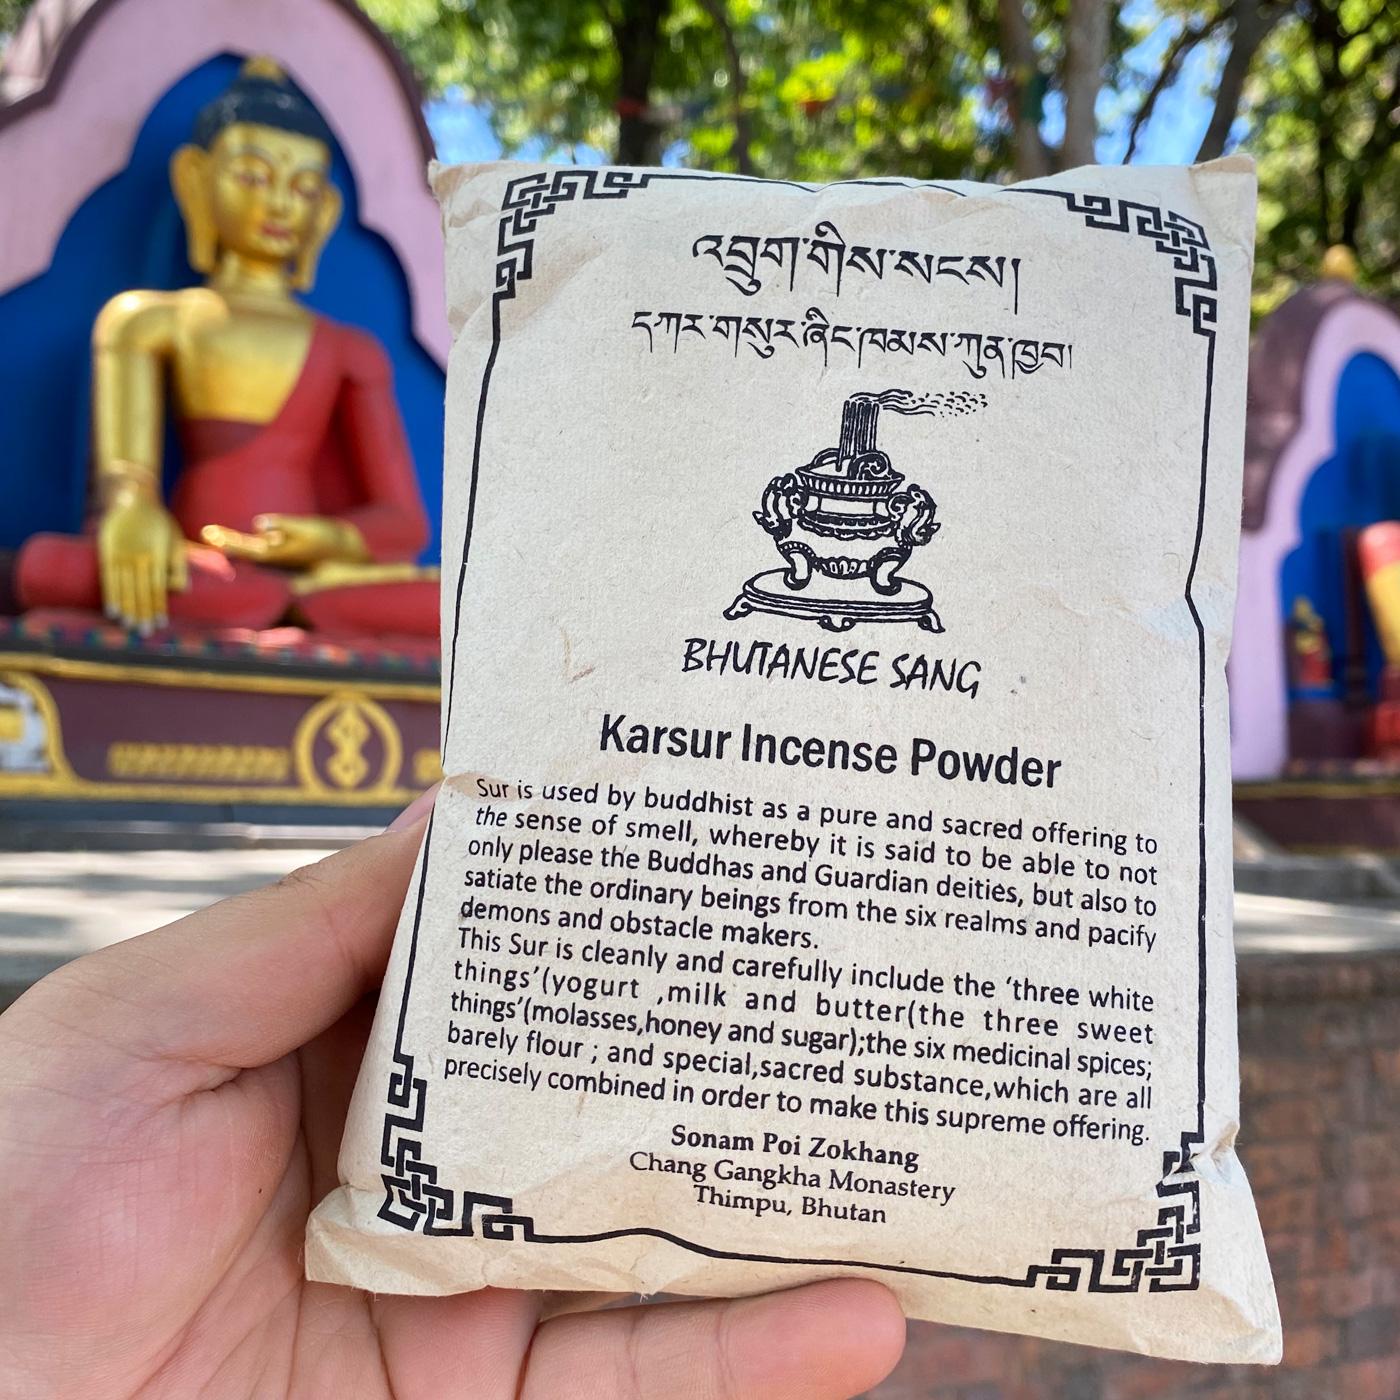 འབྲུག་གིས་སངས།
དཀར་གསུར་ཞིང་ཁམས་ཀུན་ཁྱབ།
BHUTANESE SANG
Karsur Incense Powder
Sur is used by buddhist as a pure and sacred offering to
the sense of smell, whereby it is said to be able to not
only please the Buddhas and Guardian deities, but also to
satiate the ordinary beings from the six realms and pacify
demons and obstacle makers.
This Sur is cleanly and carefully include the ‘three white
things’(yogurt ,milk and butter(the three sweet
things’(molasses,honey and sugar);the six medicinal spices;
barely flour ; and special,sacred substance,which are all
precisely combined in order to make this supreme offering.
Sonam Poi Zokhang
Chang Gangkha Monastery
Thimpu, Bhutan